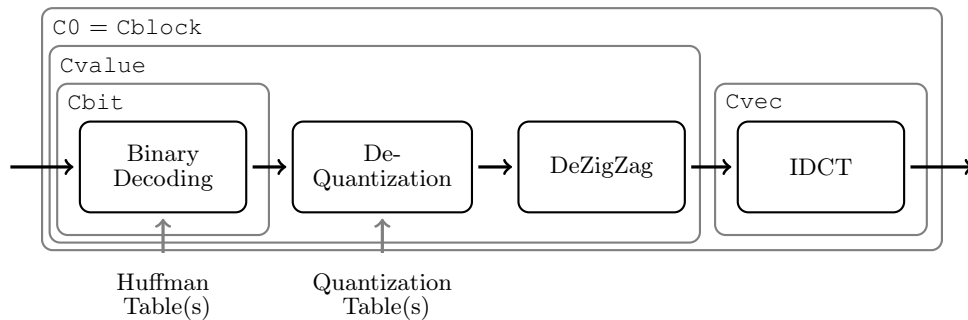 C0 = Cblock
Cvalue
Cbit
Cvec
Binary
Decoding
De-
Quantization
DeZigZag
IDCT
Huffman
Table(s)
Quantization
Table(s)